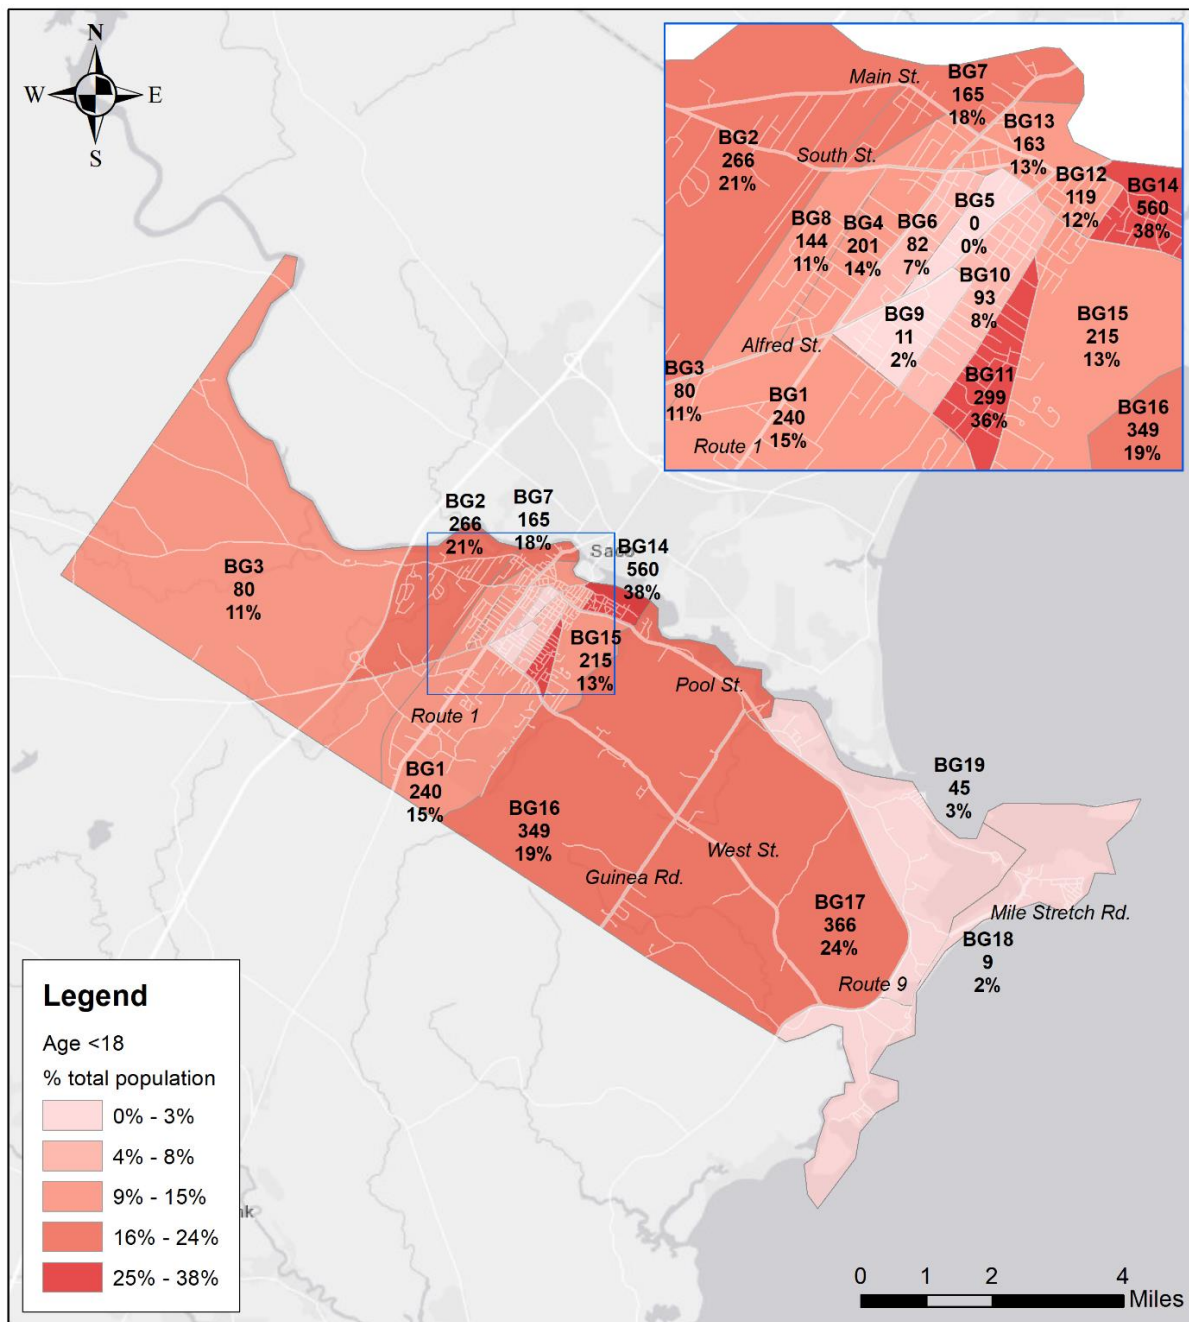 N
W
E
S
Main St.
BG7
165
18%
BG13
163
13%
BG2
266
21%
South St.
BG12
119
12%
BG14
560
38%
BG5
0
0%
BG8
144
11%
BG4
201
14%
BG6
82
7%
BG10
93
8%
BG9
11
2%
BG15
215
13%
Alfred St.
BG3
80
11%
BG1
240
15%
BG11
299
36%
BG16
349
19%
Route 1
BG2
266
21%
BG7
165
18%
Saco
BG14
560
38%
BG3
80
11%
BG15
215
13%
Pool St.
Route 1
BG1
240
15%
BG19
45
3%
BG16
349
19%
West St.
Guinea Rd.
BG17
366
24%
Mile Stretch Rd.
BG18
9
2%
Route 9
Legend
Age <18
% total population
0% - 3%
4% - 8%
9% - 15%
16% - 24%
25% - 38%
nk
0 1 2 4
Miles